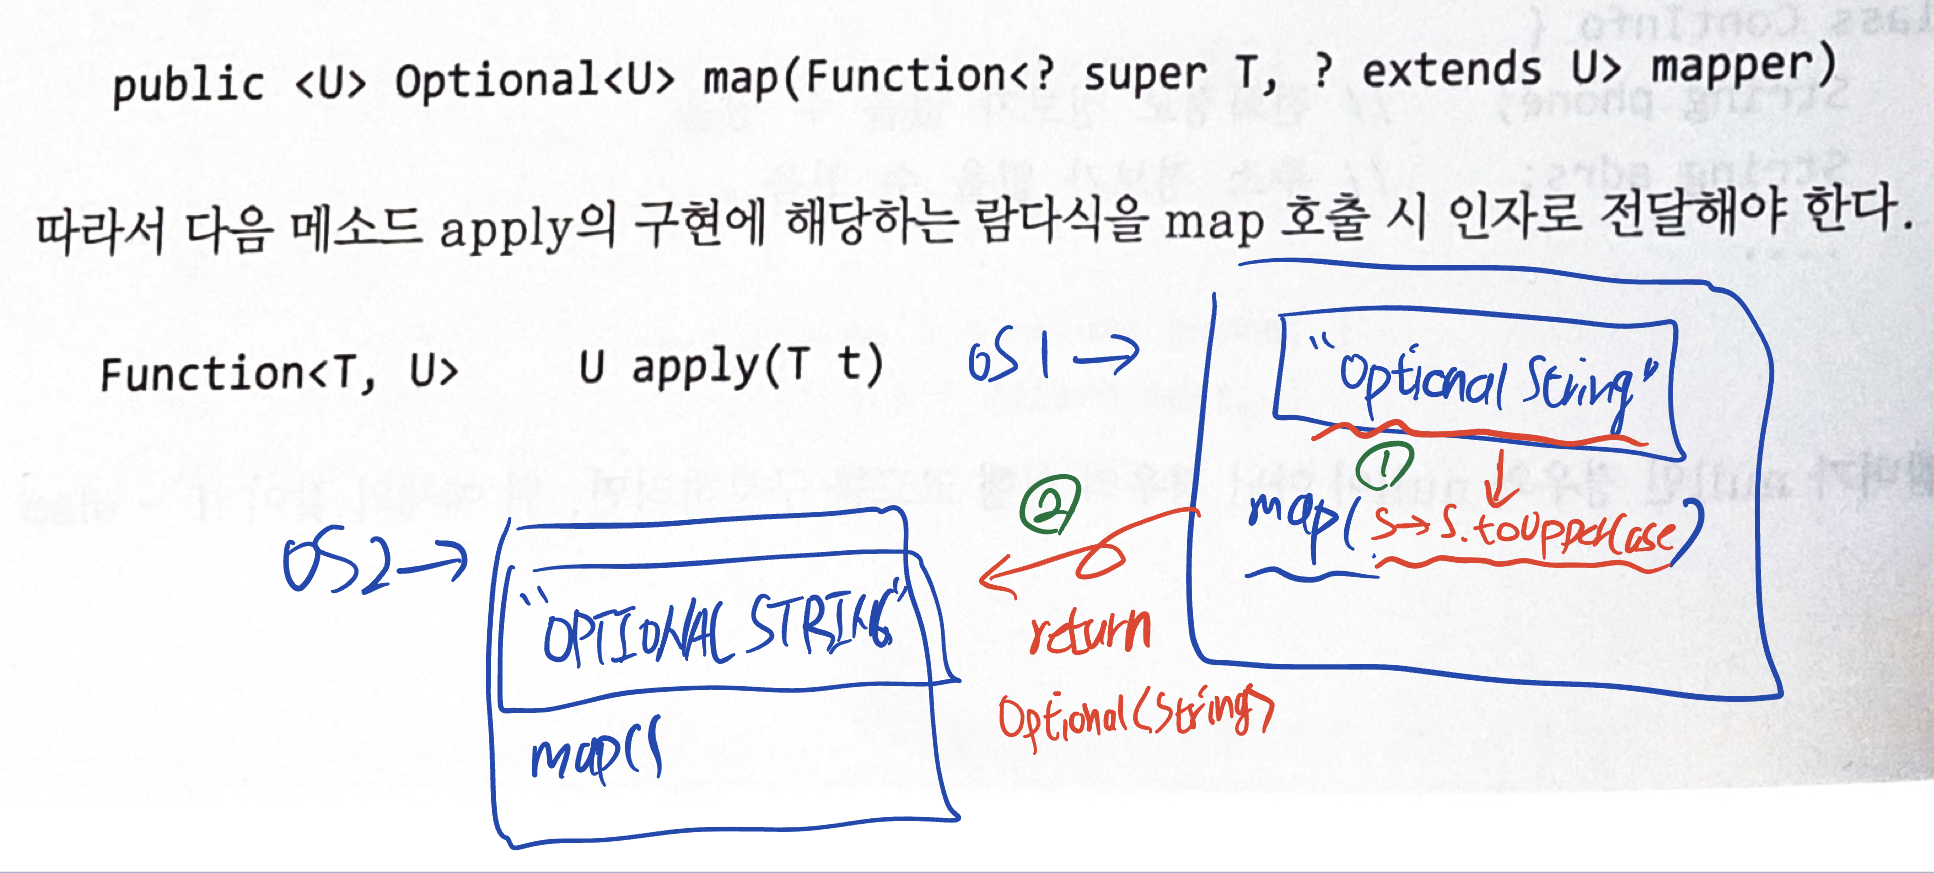 public <U> Optional<U> map(Function<? super T, ? extends U> mapper)
따라서 다음 메소드 apply의 구현에 해당하는 람다식을 map 호출 시 인자로 전달해야 한다.
Function<T, U> U apply(T t)
OS1 →
"Optional String"
①
map( S→ S.toUpperCase)
②
return
Optional<String>
OS2 →
"OPTIONAL STRING"
map((